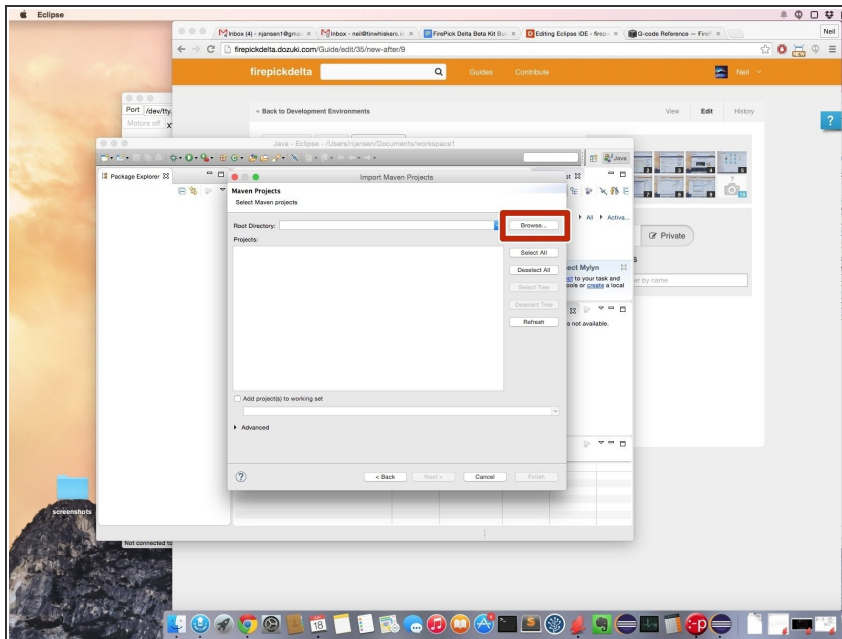 Eclipse
Inbox (4) - njansen1@gmai
Inbox - neil@tinwhiskers.io
FirePick Delta Beta Kit Bui
Editing Eclipse IDE - firepi
G-code Reference — FireP
Neil
firepickdelta.dozuki.com/Guide/edit/35/new-after/9
firepickdelta
Guides
Contribute
Neil
« Back to Development Environments
View
Edit
History
?
Port /dev/tty.
Motors off
Java - Eclipse - /Users/njansen/Documents/workspace1
Java
Package Explorer
Import Maven Projects
Maven Projects
Select Maven projects
All
Activa...
Root Directory:
Browse...
Private
Projects:
Select All
Deselect All
ect Mylyn
ect to your task and
ools or create a local
er by name
Select Tree
Deselect Tree
Refresh
s not available.
Add project(s) to working set
Advanced
?
< Back
Next >
Cancel
Finish
screenshots
Not connected to
18